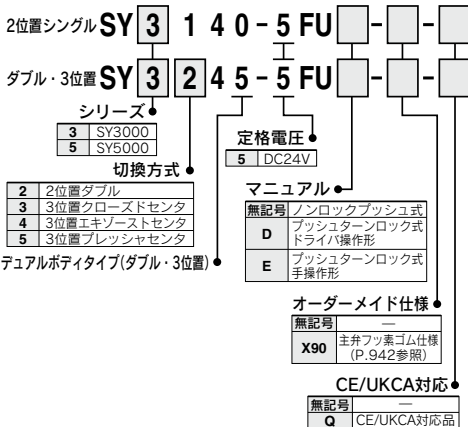 2位置シングル SY 3 1 4 0 - 5 FU - -
ダブル・3位置 SY 3 2 4 5 - 5 FU - -
シリーズ
3 SY3000
5 SY5000
切換方式
2 2位置ダブル
3 3位置クローズドセンタ
4 3位置エキゾーストセンタ
5 3位置プレッシャセンタ
デュアルボディタイプ(ダブル・3位置)
定格電圧
5 DC24V
マニュアル
無記号 ノンロックプッシュ式
D プッシュターンロック式
ドライバ操作形
E プッシュターンロック式
手操作形
オーダーメイド仕様
無記号 —
X90 主弁フッ素ゴム仕様
(P.942参照)
CE/UKCA対応
無記号 —
Q CE/UKCA対応品